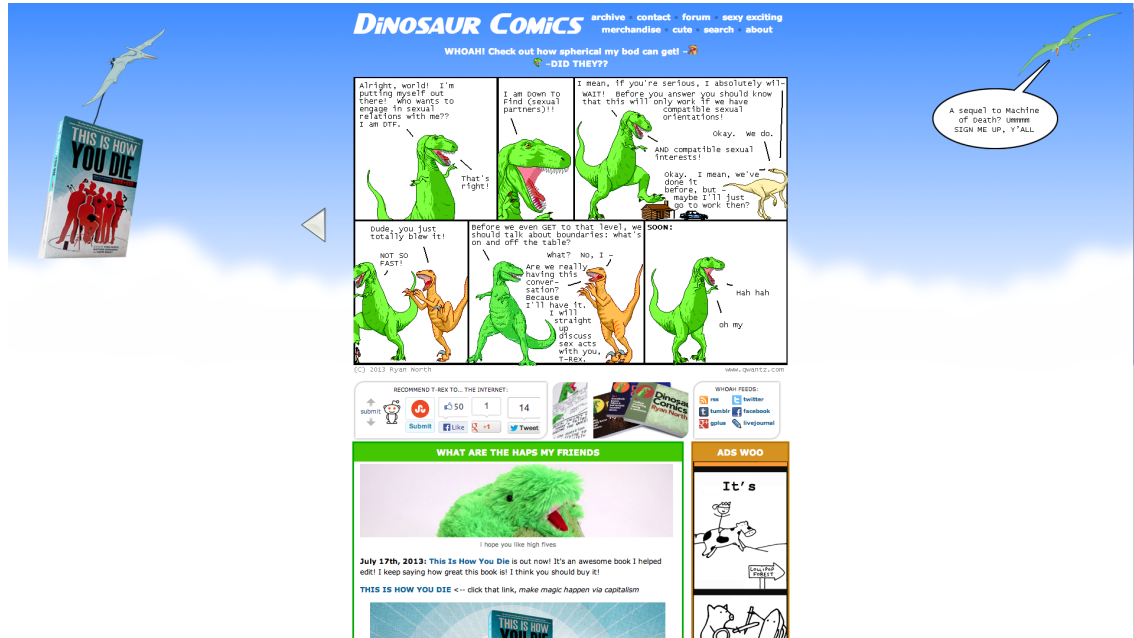 DINOSAUR COMICS
archive • contact • forum • sexy exciting
merchandise • cute • search • about
WHOAH! Check out how spherical my bod can get! –
–DID THEY??
THIS IS HOW
YOU DIE
A sequel to Machine
of Death? Ummmm
SIGN ME UP, Y'ALL
Alright, world! I'm
putting myself out
there! Who wants to
engage in sexual
relations with me??
I am DTF.
That's
right!
I am Down To
Find (sexual
partners)!!
I mean, if you're serious, I absolutely wil-
WAIT! Before you answer you should know
that this will only work if we have
compatible sexual
orientations!
Okay. We do.
AND compatible sexual
interests!
Okay. I mean, we've
done it
before, but -
maybe I'll just
go to work then?
Dude, you just
totally blew it!
NOT SO
FAST!
Before we even GET to that level, we
should talk about boundaries: what's
on and off the table?
What? No, I -
Are we really
having this
conver-
sation?
Because
I'll have it.
I will
straight
up
discuss
sex acts
with you,
T-Rex.
SOON:
Hah hah
oh my
(C) 2013 Ryan North
www.qwantz.com
RECOMMEND T-REX TO... THE INTERNET:
submit
Submit
50
Like
1
+1
14
Tweet
Dinosaur
Comics
Ryan North
WHOAH FEEDS:
rss
twitter
tumblr
facebook
gplus
livejournal
WHAT ARE THE HAPS MY FRIENDS
I hope you like high fives
July 17th, 2013: This Is How You Die is out now! It's an awesome book I helped
edit! I keep saying how great this book is! I think you should buy it!
THIS IS HOW YOU DIE <-- click that link, make magic happen via capitalism
THIS IS HOW
YOU DIE
ADS WOO
It's
LOLLIPOP
FOREST